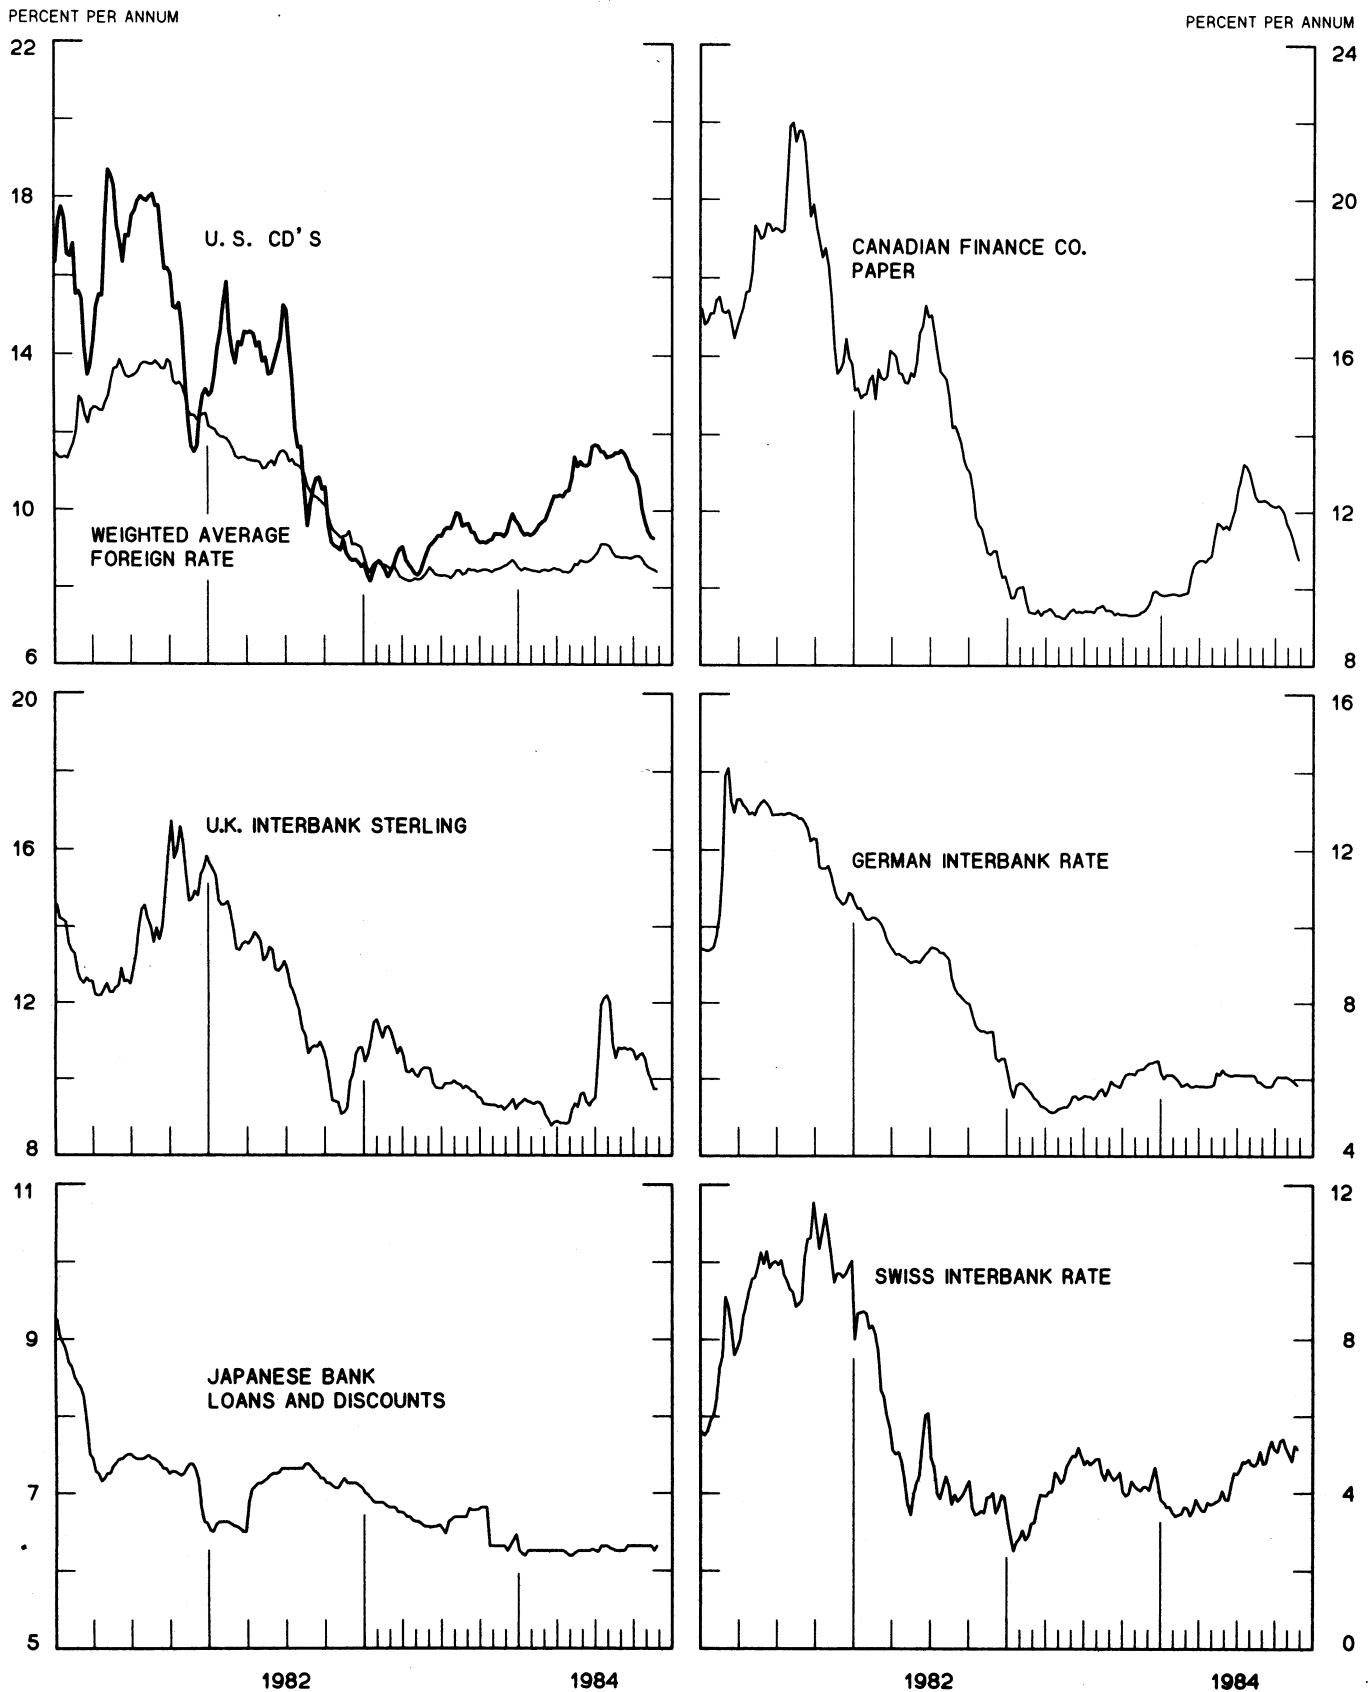 PERCENT PER ANNUM
PERCENT PER ANNUM
22
18
14
10
6
U.S. CD'S
WEIGHTED AVERAGE
FOREIGN RATE
24
20
16
12
8
CANADIAN FINANCE CO.
PAPER
20
16
12
8
U.K. INTERBANK STERLING
16
12
8
4
GERMAN INTERBANK RATE
11
9
7
5
JAPANESE BANK
LOANS AND DISCOUNTS
12
8
4
0
SWISS INTERBANK RATE
1982
1984
1982
1984